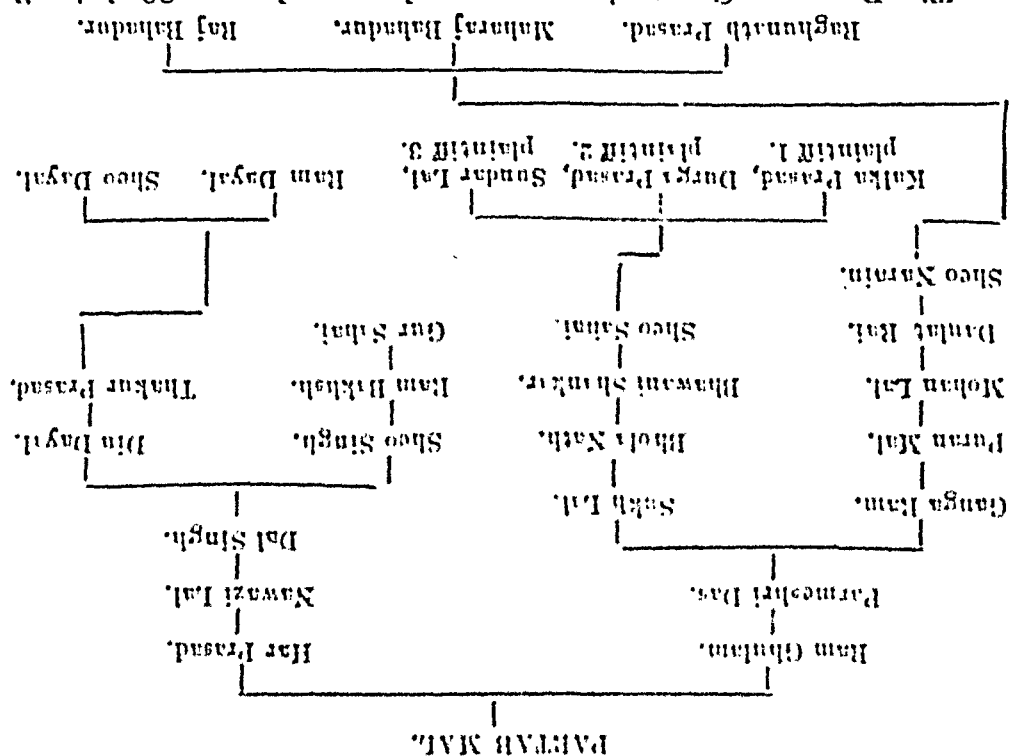 PARTAB MAL.
Ram Ghulam. Har Prasad.
Parmeshri Das. Nawazi Lal.
Dal Singh.
Ganga Ram. Sukh Lal.
Puran Mal. Bhola Nath. Sheo Singh. Din Dayal.
Mohan Lal. Bhawani Shankar. Ram Bakhsh. Thakur Prasad.
Daulat Rai. Sheo Sahai. Gur Sahai.
Sheo Narain.
Kalka Prasad, Durga Prasad, Sundar Lal, Ram Dayal. Sheo Dayal.
plaintiff 1. plaintiff 2. plaintiff 3.
Raghunath Prasad. Maharaj Bahadur. Raj Bahadur.